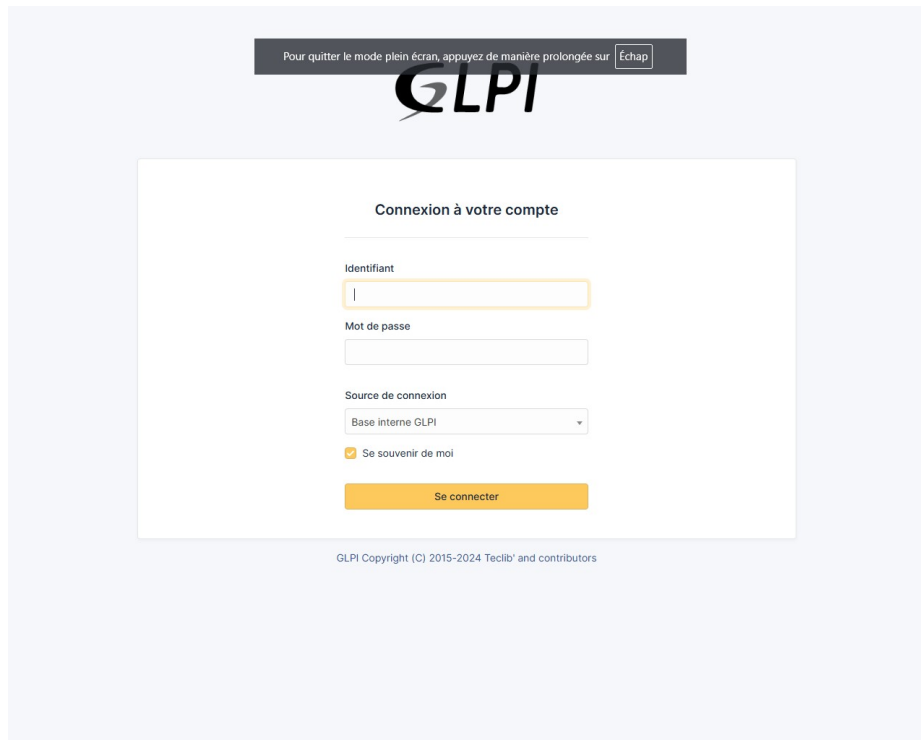 Pour quitter le mode plein écran, appuyez de manière prolongée sur Échap
GLPI
Connexion à votre compte
Identifiant
Mot de passe
Source de connexion
Base interne GLPI
Se souvenir de moi
Se connecter
GLPI Copyright (C) 2015-2024 Teclib' and contributors